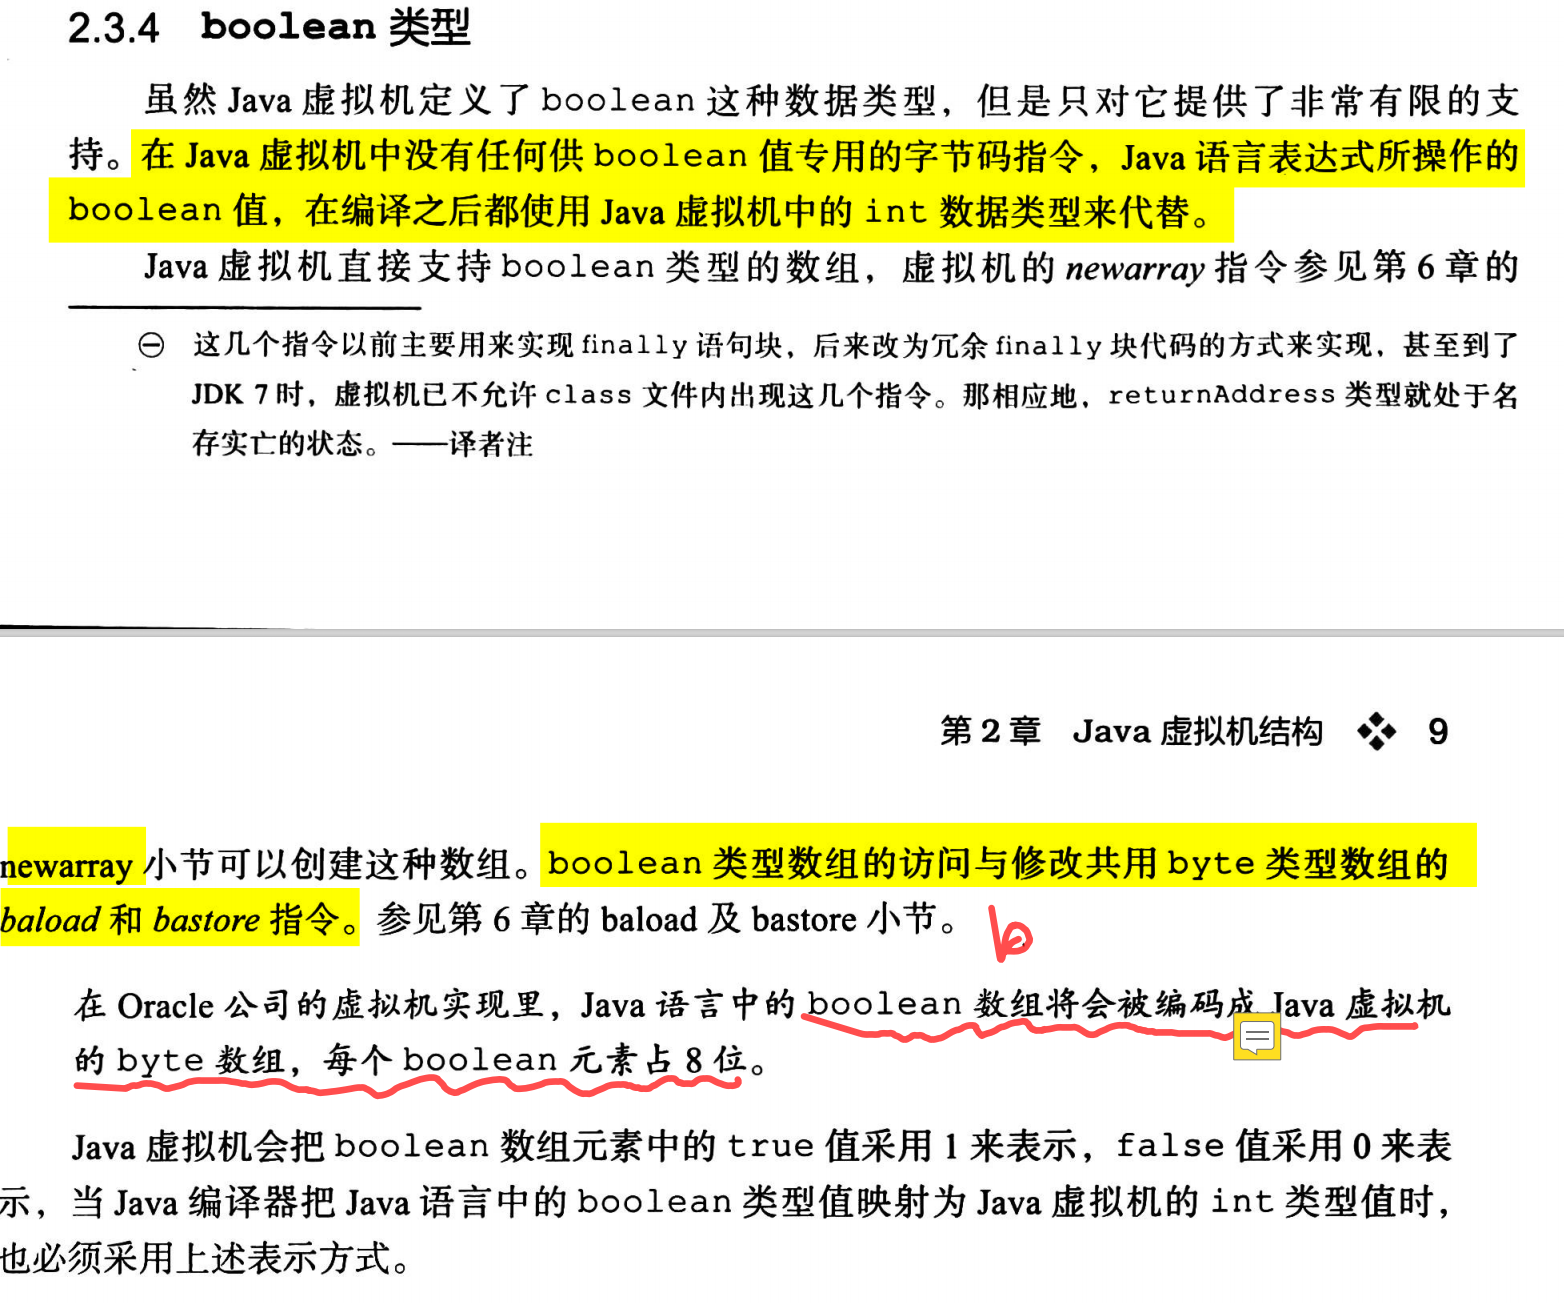 2.3.4 boolean 类型
虽然 Java 虚拟机定义了 boolean 这种数据类型，但是只对它提供了非常有限的支
持。在 Java 虚拟机中没有任何供 boolean 值专用的字节码指令，Java 语言表达式所操作的
boolean 值，在编译之后都使用 Java 虚拟机中的 int 数据类型来代替。
Java 虚拟机直接支持 boolean 类型的数组，虚拟机的 newarray 指令参见第 6 章的
㊀ 这几个指令以前主要用来实现 finally 语句块，后来改为冗余 finally 块代码的方式来实现，甚至到了
JDK 7 时，虚拟机已不允许 class 文件内出现这几个指令。那相应地，returnAddress 类型就处于名
存实亡的状态。——译者注
第 2 章 Java 虚拟机结构 ❖ 9
newarray 小节可以创建这种数组。boolean 类型数组的访问与修改共用 byte 类型数组的
baload 和 bastore 指令。参见第 6 章的 baload 及 bastore 小节。
在 Oracle 公司的虚拟机实现里，Java 语言中的 boolean 数组将会被编码成 Java 虚拟机
的 byte 数组，每个 boolean 元素占 8 位。
Java 虚拟机会把 boolean 数组元素中的 true 值采用 1 来表示，false 值采用 0 来表
示，当 Java 编译器把 Java 语言中的 boolean 类型值映射为 Java 虚拟机的 int 类型值时，
也必须采用上述表示方式。